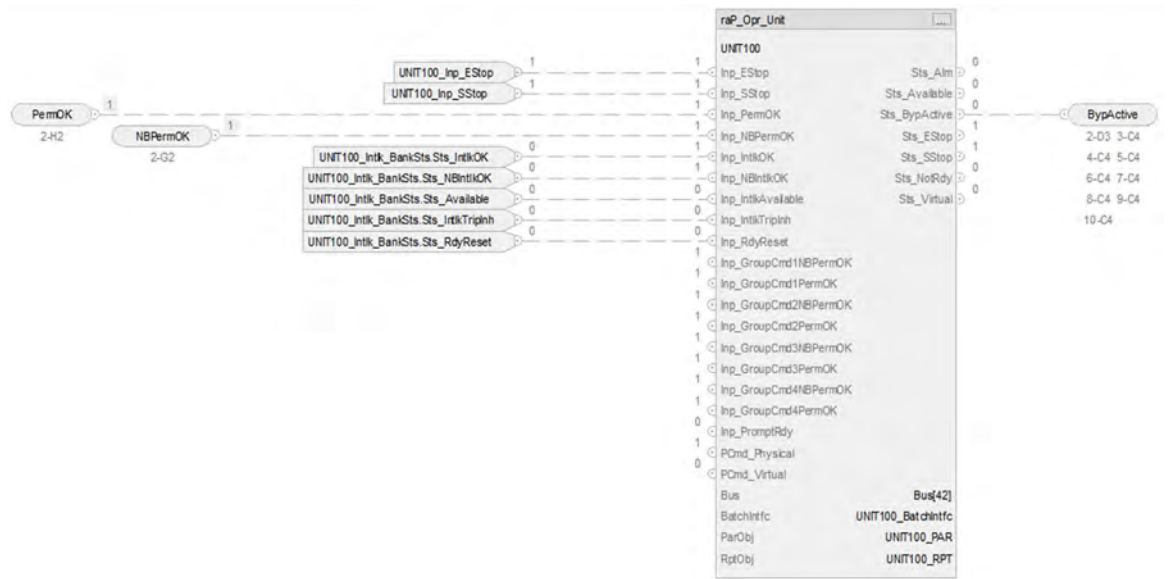 raP_Opr_Unit ...
UNIT100
1 1 0
UNIT100_Inp_EStop Inp_EStop Sts_Alm
1 1 0
UNIT100_Inp_SStop Inp_SStop Sts_Available
1 1 0
PermOK Inp_PermOK Sts_BypActive BypActive
1 1 1
2-H2 NBPermOK Inp_NBPermOK Sts_EStop 2-D3 3-C4
0 0 1
2-G2 UNIT100_Intlk_BankSts.Sts_IntlkOK Inp_IntlkOK Sts_SStop 4-C4 5-C4
0 0 0
UNIT100_Intlk_BankSts.Sts_NBIntlkOK Inp_NBIntlkOK Sts_NotRdy 6-C4 7-C4
0 0 0
UNIT100_Intlk_BankSts.Sts_Available Inp_IntlkAvailable Sts_Virtual 8-C4 9-C4
0 0
UNIT100_Intlk_BankSts.Sts_IntlkTripInh Inp_IntlkTripInh 10-C4
0 0
UNIT100_Intlk_BankSts.Sts_RdyReset Inp_RdyReset
1
Inp_GroupCmd1NBPermOK
1
Inp_GroupCmd1PermOK
1
Inp_GroupCmd2NBPermOK
1
Inp_GroupCmd2PermOK
1
Inp_GroupCmd3NBPermOK
1
Inp_GroupCmd3PermOK
1
Inp_GroupCmd4NBPermOK
1
Inp_GroupCmd4PermOK
0
Inp_PromptRdy
1
PCmd_Physical
0
PCmd_Virtual
Bus Bus[42]
BatchIntfc UNIT100_BatchIntfc
ParObj UNIT100_PAR
RptObj UNIT100_RPT